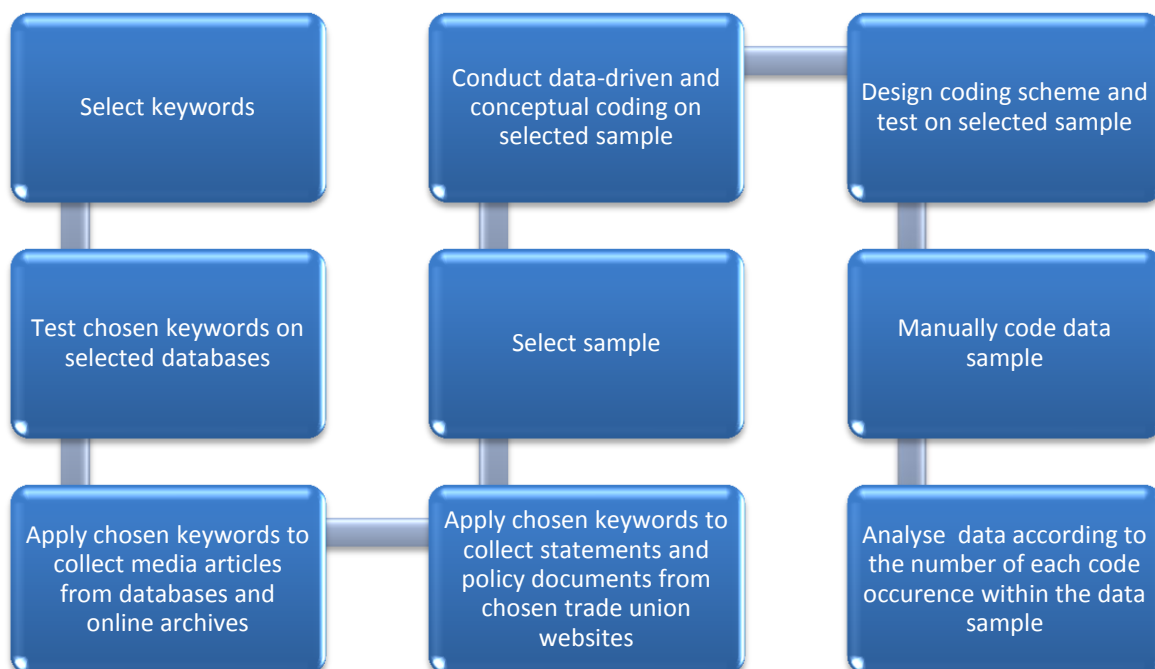 Select keywords
Test chosen keywords on
selected databases
Apply chosen keywords to
collect media articles
from databases and
online archives
Apply chosen keywords to
collect statements and
policy documents from
chosen trade union
websites
Select sample
Conduct data-driven and
conceptual coding on
selected sample
Design coding scheme and
test on selected sample
Manually code data
sample
Analyse  data according to
the number of each code
occurence within the data
sample